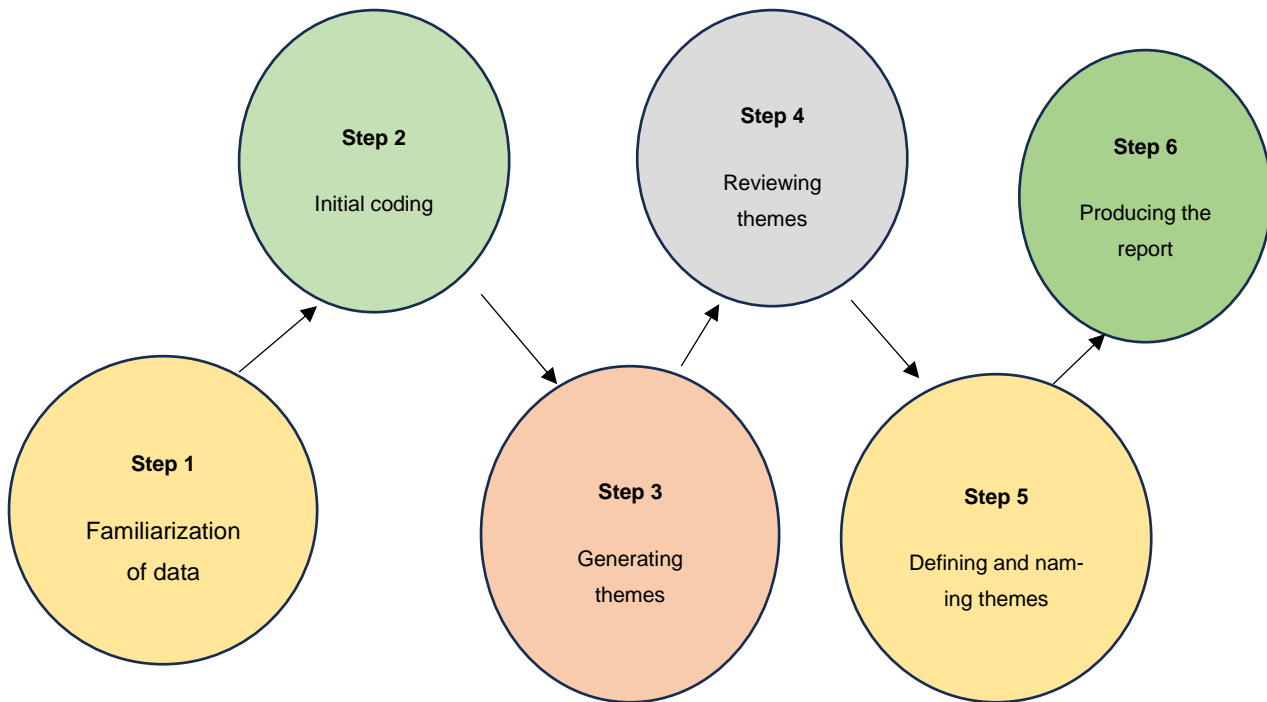 Step 1
Familiarization
of data
Step 2
Initial coding
Step 3
Generating
themes
Step 4
Reviewing
themes
Step 5
Defining and nam-
ing themes
Step 6
Producing the
report